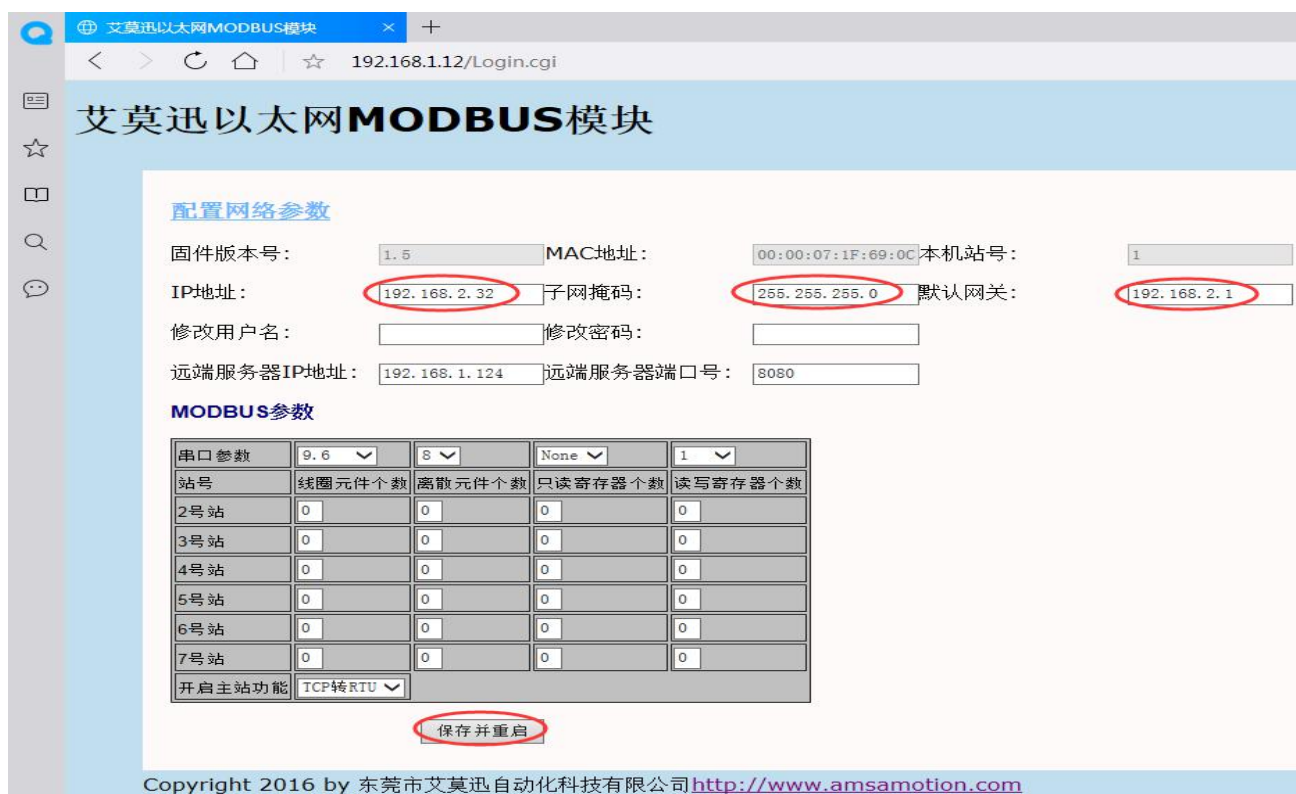 艾莫迅以太网MODBUS模块
192.168.1.12/Login.cgi
艾莫迅以太网MODBUS模块
配置网络参数
固件版本号: 1.5 MAC地址: 00:00:07:1F:69:0C 本机站号: 1
IP地址: 192.168.2.32 子网掩码: 255.255.255.0 默认网关: 192.168.2.1
修改用户名: 修改密码:
远端服务器IP地址: 192.168.1.124 远端服务器端口号: 8080
MODBUS参数
串口参数 9.6 8 None 1
站号 线圈元件个数 离散元件个数 只读寄存器个数 读写寄存器个数
2号站 0 0 0 0
3号站 0 0 0 0
4号站 0 0 0 0
5号站 0 0 0 0
6号站 0 0 0 0
7号站 0 0 0 0
开启主站功能 TCP转RTU
保存并重启
Copyright 2016 by 东莞市艾莫迅自动化科技有限公司http://www.amsamotion.com